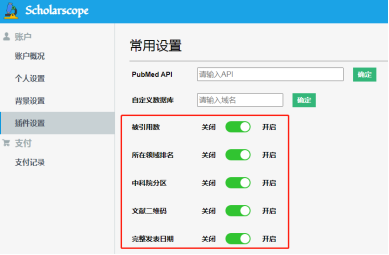 Scholarscope
账户
账户概况
个人设置
背景设置
插件设置
支付
支付记录
常用设置
PubMed API 请输入API 确定
自定义数据库 请输入域名 确定
被引用数 关闭 开启
所在领域排名 关闭 开启
中科院分区 关闭 开启
文献二维码 关闭 开启
完整发表日期 关闭 开启